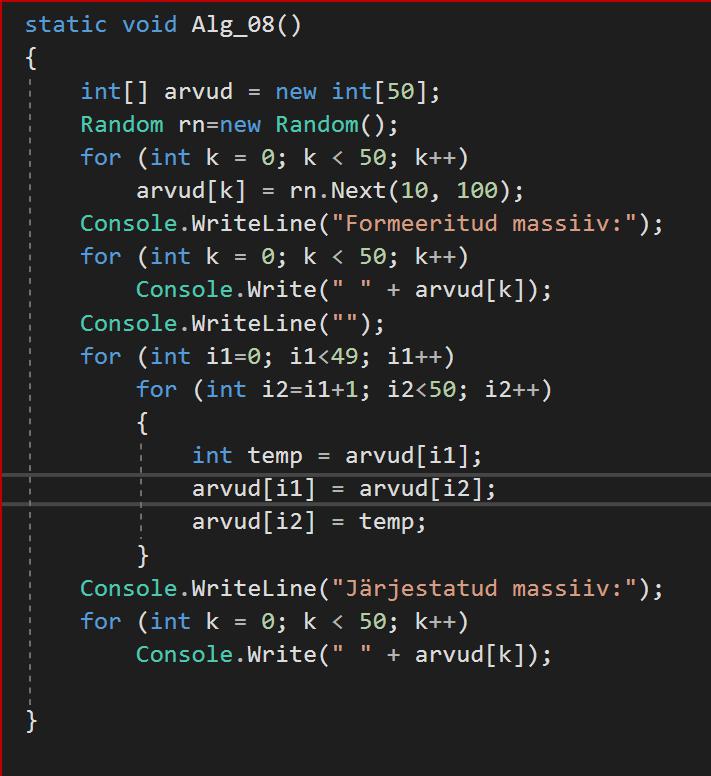 static void Alg_08()
{
    int[] arvud = new int[50];
    Random rn=new Random();
    for (int k = 0; k < 50; k++)
        arvud[k] = rn.Next(10, 100);
    Console.WriteLine("Formeeritud massiiv:");
    for (int k = 0; k < 50; k++)
        Console.Write(" " + arvud[k]);
    Console.WriteLine("");
    for (int i1=0; i1<49; i1++)
        for (int i2=i1+1; i2<50; i2++)
        {
            int temp = arvud[i1];
            arvud[i1] = arvud[i2];
            arvud[i2] = temp;
        }
    Console.WriteLine("Järjestatud massiiv:");
    for (int k = 0; k < 50; k++)
        Console.Write(" " + arvud[k]);
}